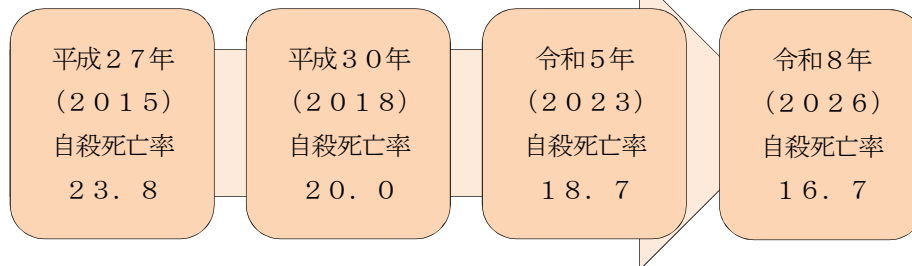 平成２７年
（２０１５）
自殺死亡率
２３．８
平成３０年
（２０１８）
自殺死亡率
２０．０
令和５年
（２０２３）
自殺死亡率
１８．７
令和８年
（２０２６）
自殺死亡率
１６．７